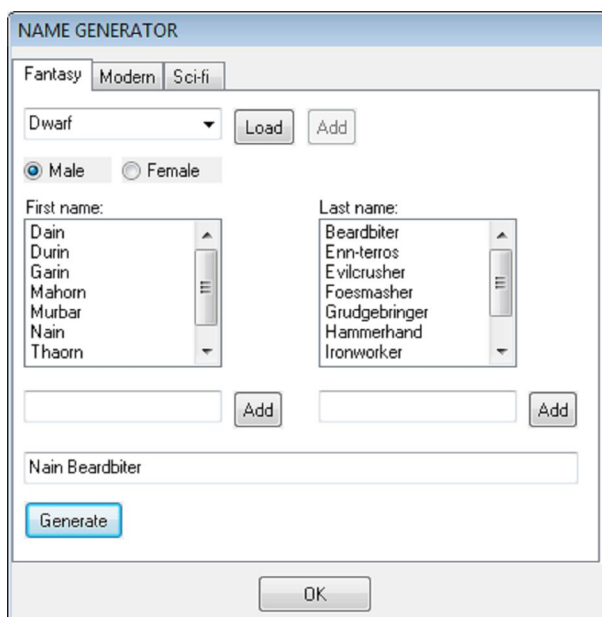 NAME GENERATOR
Fantasy Modern Sci-fi
Dwarf Load Add
Male Female
First name: Last name:
Dain Beardbiter
Durin Enn-terros
Garin Evilcrusher
Mahorn Foesmasher
Murbar Grudgebringer
Nain Hammerhand
Thaorn Ironworker
Add Add
Nain Beardbiter
Generate
OK